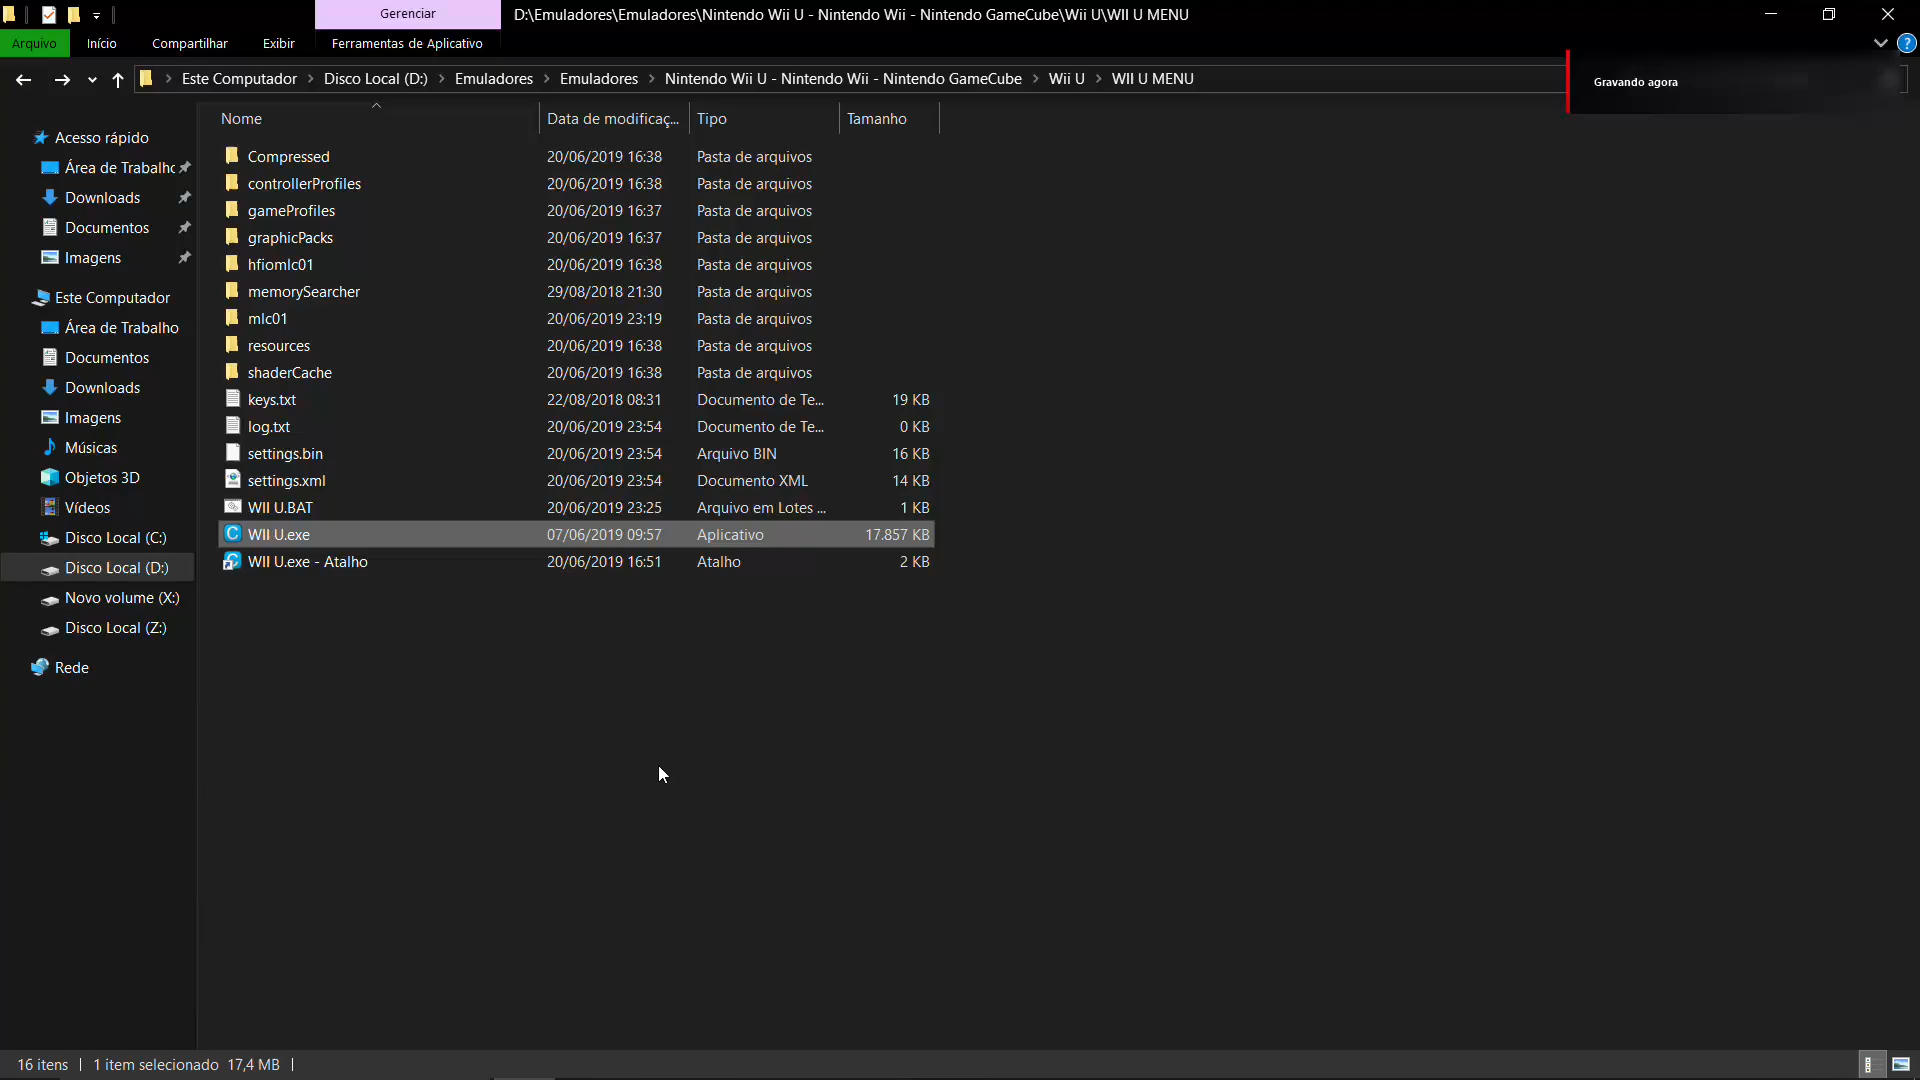 Gerenciar
D:\Emuladores\Emuladores\Nintendo Wii U - Nintendo Wii - Nintendo GameCube\Wii U\WII U MENU
Arquivo Início Compartilhar Exibir Ferramentas de Aplicativo
Este Computador Disco Local (D:) Emuladores Emuladores Nintendo Wii U - Nintendo Wii - Nintendo GameCube Wii U WII U MENU
Gravando agora
Nome Data de modificaç... Tipo Tamanho
Acesso rápido
Área de Trabalho
Downloads
Documentos
Imagens
Este Computador
Área de Trabalho
Documentos
Downloads
Imagens
Músicas
Objetos 3D
Vídeos
Disco Local (C:)
Disco Local (D:)
Novo volume (X:)
Disco Local (Z:)
Rede
Compressed 20/06/2019 16:38 Pasta de arquivos
controllerProfiles 20/06/2019 16:38 Pasta de arquivos
gameProfiles 20/06/2019 16:37 Pasta de arquivos
graphicPacks 20/06/2019 16:37 Pasta de arquivos
hfiomlc01 20/06/2019 16:38 Pasta de arquivos
memorySearcher 29/08/2018 21:30 Pasta de arquivos
mlc01 20/06/2019 23:19 Pasta de arquivos
resources 20/06/2019 16:38 Pasta de arquivos
shaderCache 20/06/2019 16:38 Pasta de arquivos
keys.txt 22/08/2018 08:31 Documento de Te... 19 KB
log.txt 20/06/2019 23:54 Documento de Te... 0 KB
settings.bin 20/06/2019 23:54 Arquivo BIN 16 KB
settings.xml 20/06/2019 23:54 Documento XML 14 KB
WII U.BAT 20/06/2019 23:25 Arquivo em Lotes ... 1 KB
WII U.exe 07/06/2019 09:57 Aplicativo 17.857 KB
WII U.exe - Atalho 20/06/2019 16:51 Atalho 2 KB
16 itens 1 item selecionado 17,4 MB